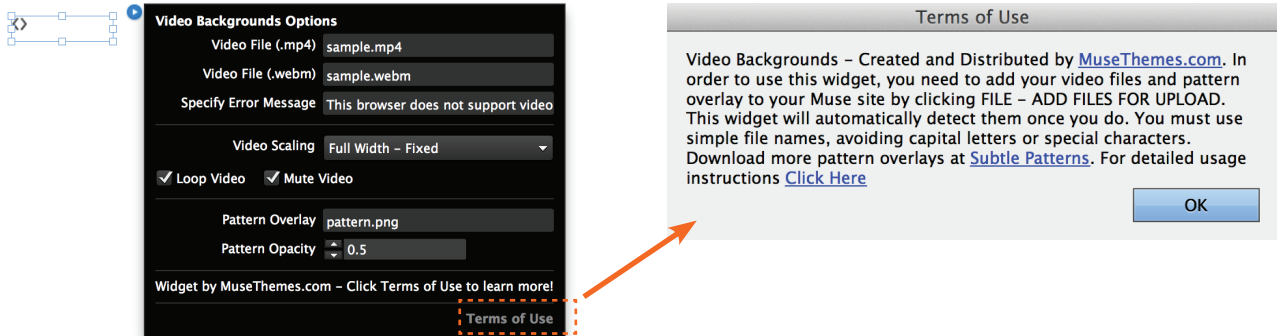 Video Backgrounds Options
Video File (.mp4) sample.mp4
Video File (.webm) sample.webm
Specify Error Message This browser does not support video
Video Scaling Full Width – Fixed
Loop Video Mute Video
Pattern Overlay pattern.png
Pattern Opacity 0.5
Widget by MuseThemes.com – Click Terms of Use to learn more!
Terms of Use
Terms of Use
Video Backgrounds – Created and Distributed by MuseThemes.com. In
order to use this widget, you need to add your video files and pattern
overlay to your Muse site by clicking FILE – ADD FILES FOR UPLOAD.
This widget will automatically detect them once you do. You must use
simple file names, avoiding capital letters or special characters.
Download more pattern overlays at Subtle Patterns. For detailed usage
instructions Click Here
OK